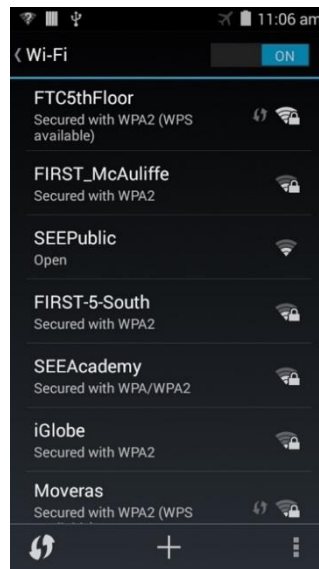 11:06 am
Wi-Fi
ON
FTC5thFloor
Secured with WPA2 (WPS
available)
FIRST_McAuliffe
Secured with WPA2
SEEPublic
Open
FIRST-5-South
Secured with WPA2
SEEAcademy
Secured with WPA/WPA2
iGlobe
Secured with WPA2
Moveras
Secured with WPA2 (WPS